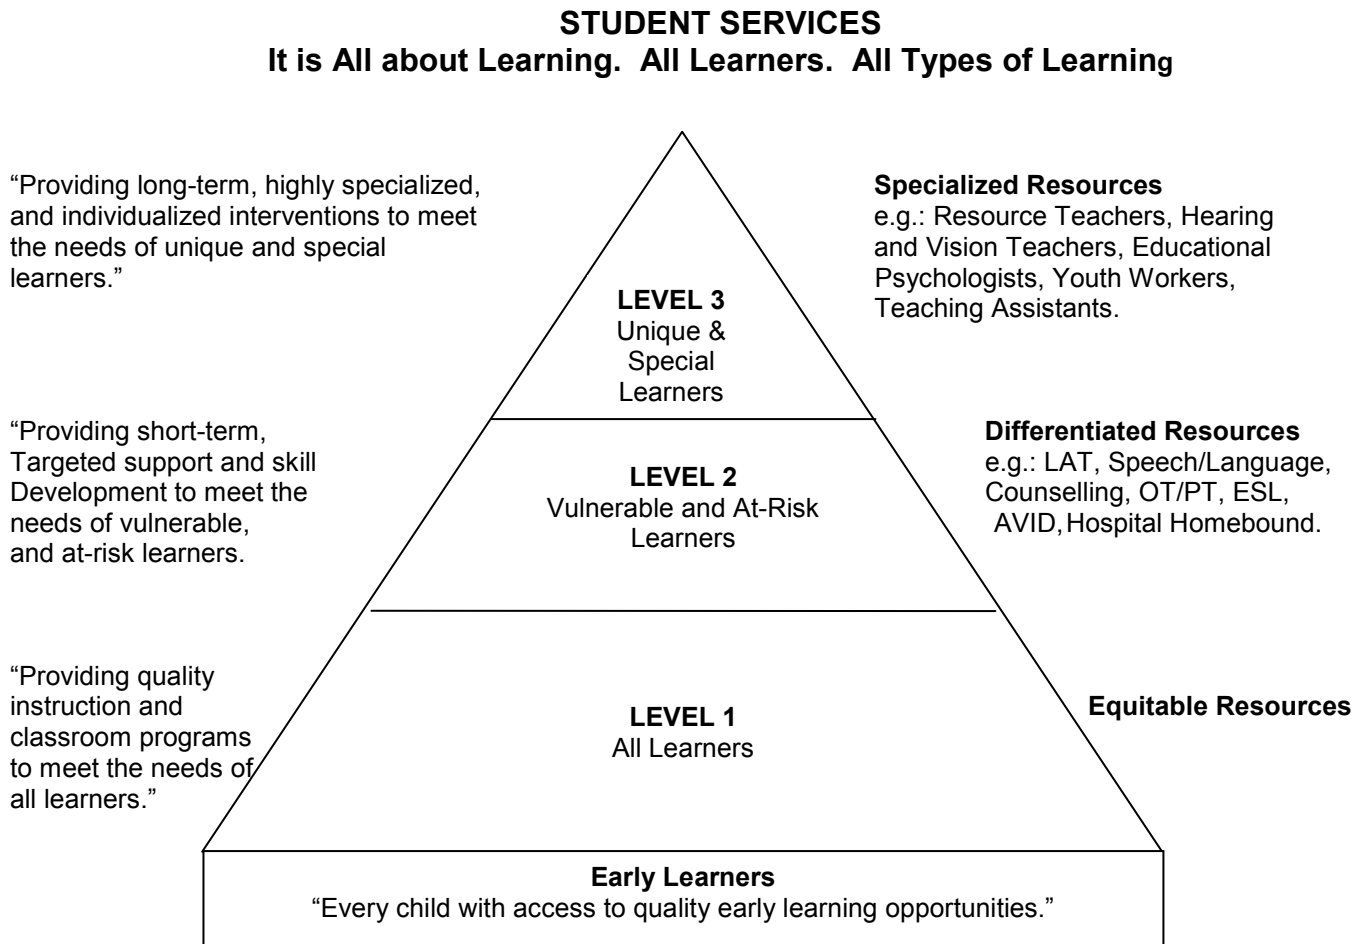 STUDENT SERVICES
It is All about Learning.  All Learners.  All Types of Learning
“Providing long-term, highly specialized,
and individualized interventions to meet
the needs of unique and special
learners.”
Specialized Resources
e.g.: Resource Teachers, Hearing
and Vision Teachers, Educational
Psychologists, Youth Workers,
Teaching Assistants.
LEVEL 3
Unique &
Special
Learners
“Providing short-term,
Targeted support and skill
Development to meet the
needs of vulnerable,
and at-risk learners.
LEVEL 2
Vulnerable and At-Risk
Learners
Differentiated Resources
e.g.: LAT, Speech/Language,
Counselling, OT/PT, ESL,
AVID, Hospital Homebound.
“Providing quality
instruction and
classroom programs
to meet the needs of
all learners.”
LEVEL 1
All Learners
Equitable Resources
Early Learners
“Every child with access to quality early learning opportunities.”